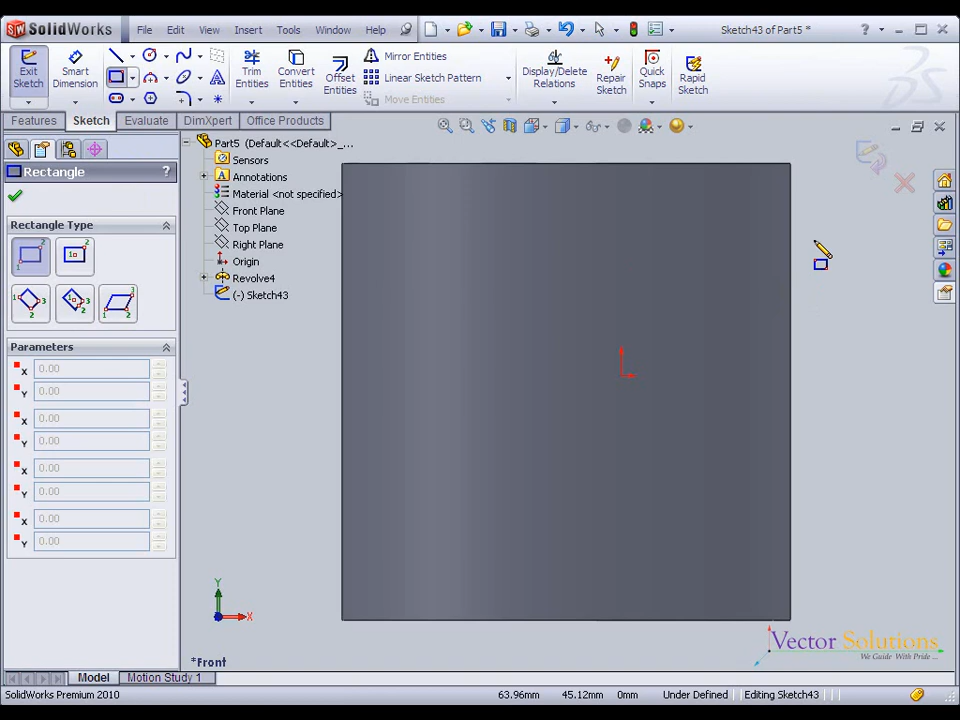 SolidWorks File Edit View Insert Tools Window Help Sketch43 of Part5 *
Exit Sketch
Smart Dimension
Trim Entities
Convert Entities
Offset Entities
Mirror Entities
Linear Sketch Pattern
Move Entities
Display/Delete Relations
Repair Sketch
Quick Snaps
Rapid Sketch
Features Sketch Evaluate DimXpert Office Products
Rectangle ?
Rectangle Type
Parameters
X 0.00
Y 0.00
X 0.00
Y 0.00
X 0.00
Y 0.00
X 0.00
Y 0.00
Part5 (Default<<Default>_...
Sensors
Annotations
Material <not specified>
Front Plane
Top Plane
Right Plane
Origin
Revolve4
(-) Sketch43
Y
X
*Front
Vector Solutions
We Guide With Pride ...
Model Motion Study 1
SolidWorks Premium 2010 63.96mm 45.12mm 0mm Under Defined Editing Sketch43